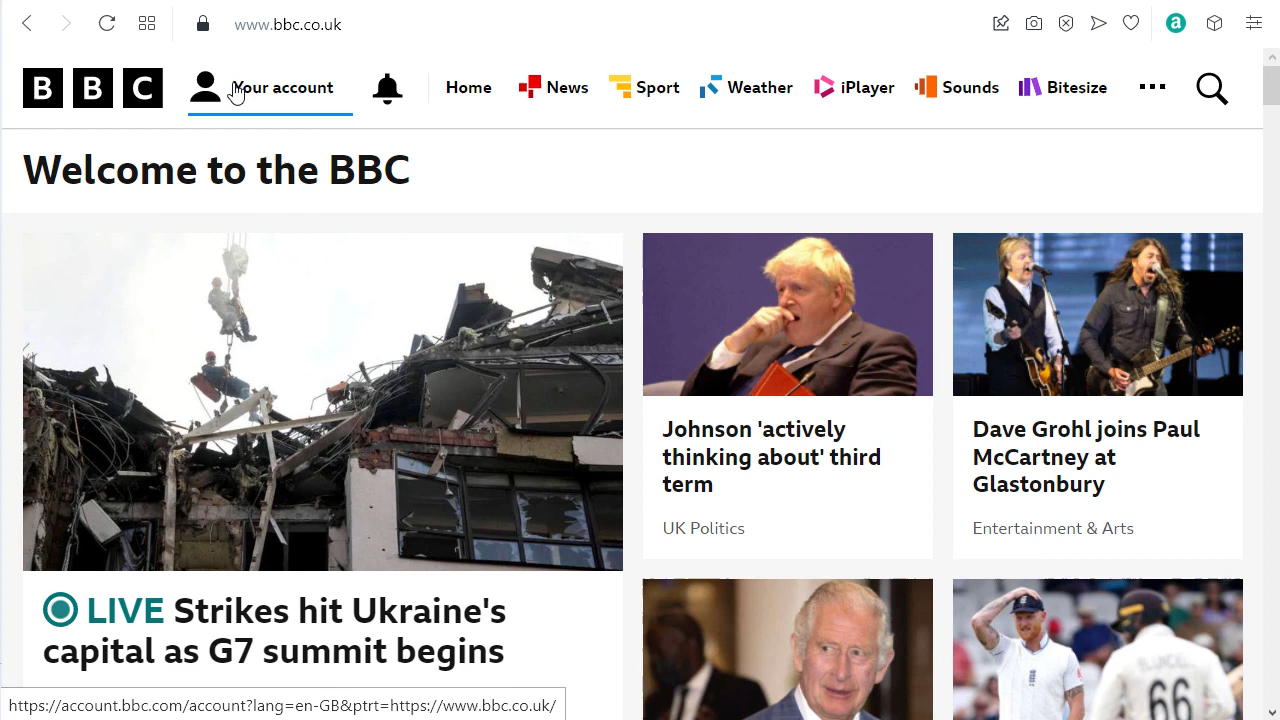 www.bbc.co.uk
BBC
Your account
Home
News
Sport
Weather
iPlayer
Sounds
Bitesize
Welcome to the BBC
LIVE Strikes hit Ukraine's
capital as G7 summit begins
Johnson 'actively
thinking about' third
term
UK Politics
Dave Grohl joins Paul
McCartney at
Glastonbury
Entertainment & Arts
66
https://account.bbc.com/account?lang=en-GB&ptrt=https://www.bbc.co.uk/